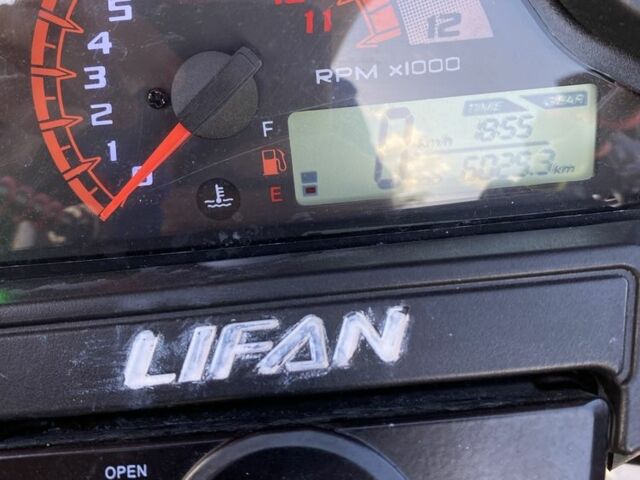 5
4
3
2
1
0
11
12
RPM x1000
F
E
0 km/h
TIME
8:55
6025.3 km
LIFAN
OPEN